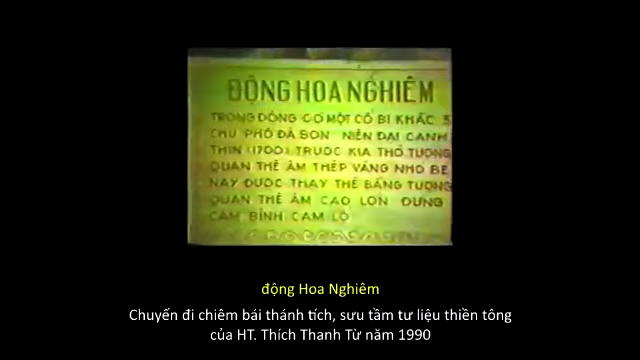 ĐỘNG HOA NGHIÊM
TRONG ĐỘNG CÓ MỘT CỔ BI KHẮC 3
CHỮ PHỔ ĐÀ SƠN NIÊN ĐẠI CANH
THÌN (1700) TRƯỚC KIA THỜ TƯỢNG
QUAN THẾ ÂM THẾP VÀNG NHỎ BÉ
NAY ĐƯỢC THAY THẾ BẰNG TƯỢNG
QUAN THẾ ÂM CAO LỚN ĐỨNG
CẦM BÌNH CAM LỘ
động Hoa Nghiêm
Chuyến đi chiêm bái thánh tích, sưu tầm tư liệu thiền tông
của HT. Thích Thanh Từ năm 1990